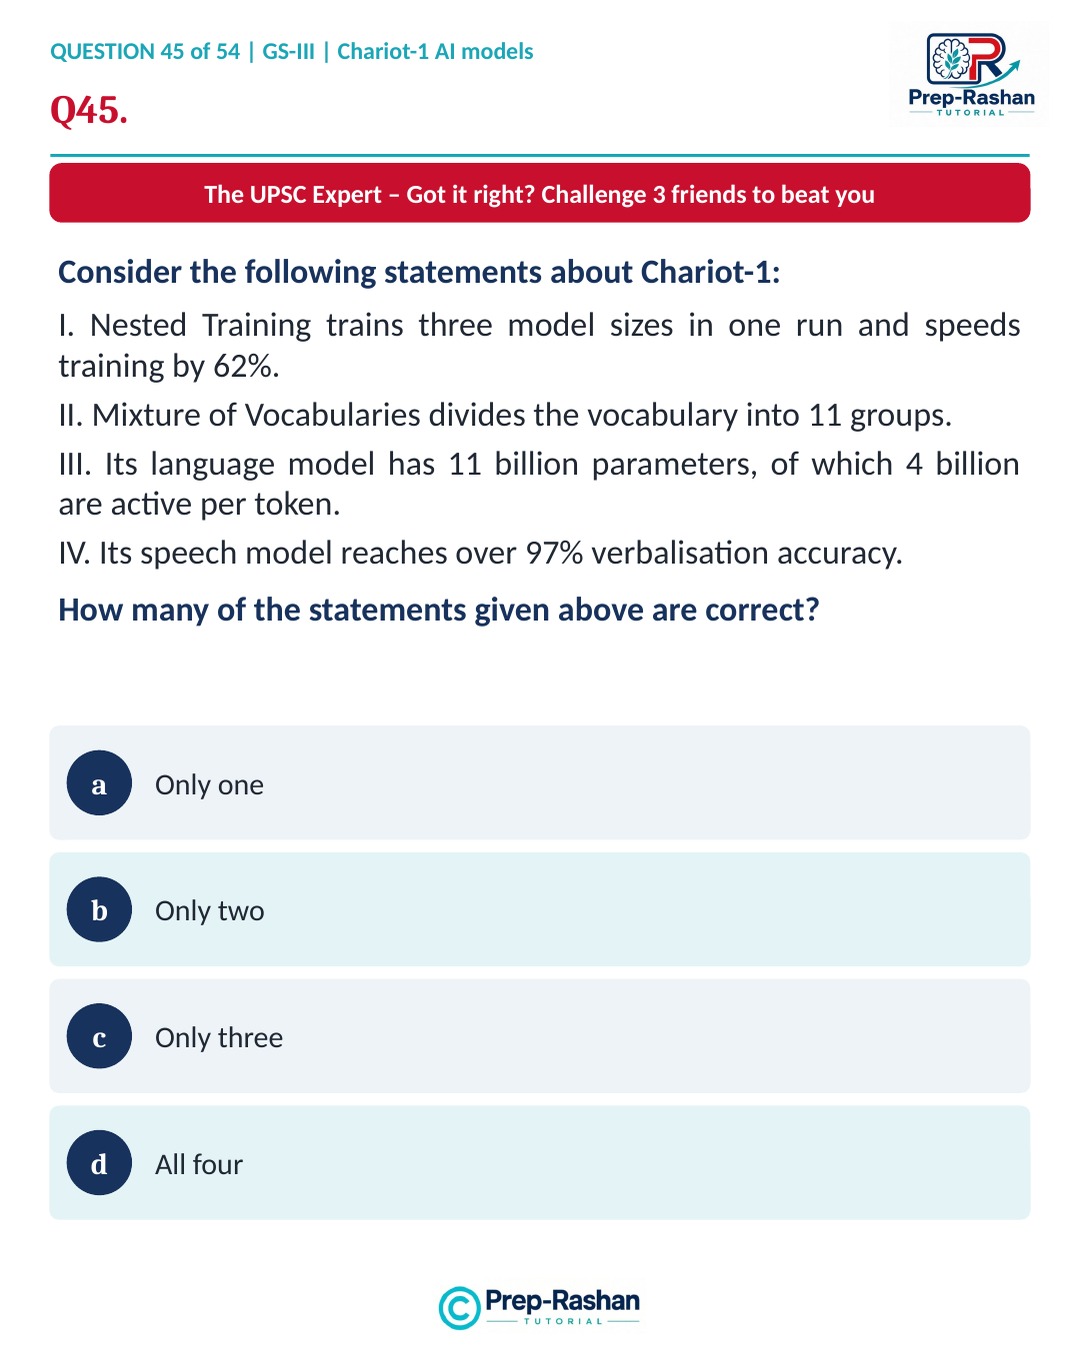 QUESTION 45 of 54 | GS-III | Chariot-1 AI models
Q45.
R
Prep-Rashan
TUTORIAL
The UPSC Expert – Got it right? Challenge 3 friends to beat you
Consider the following statements about Chariot-1:
I. Nested Training trains three model sizes in one run and speeds
training by 62%.
II. Mixture of Vocabularies divides the vocabulary into 11 groups.
III. Its language model has 11 billion parameters, of which 4 billion
are active per token.
IV. Its speech model reaches over 97% verbalisation accuracy.
How many of the statements given above are correct?
a Only one
b Only two
c Only three
d All four
© Prep-Rashan
TUTORIAL